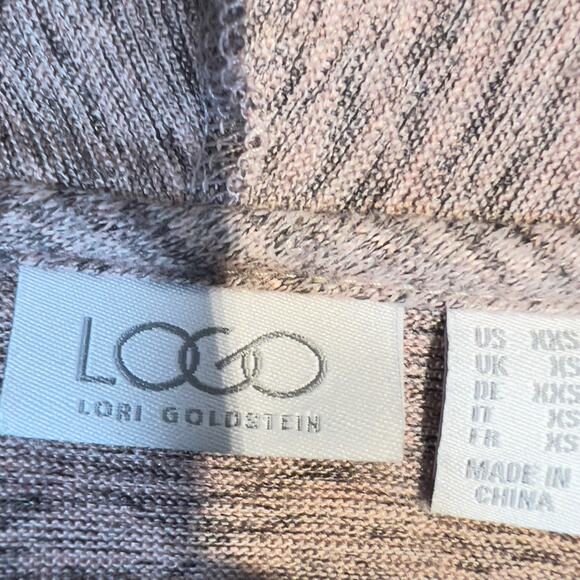 LOGO
LORI GOLDSTEIN
US XXS
UK XS
DE XXS
IT XS
FR XS
MADE IN
CHINA